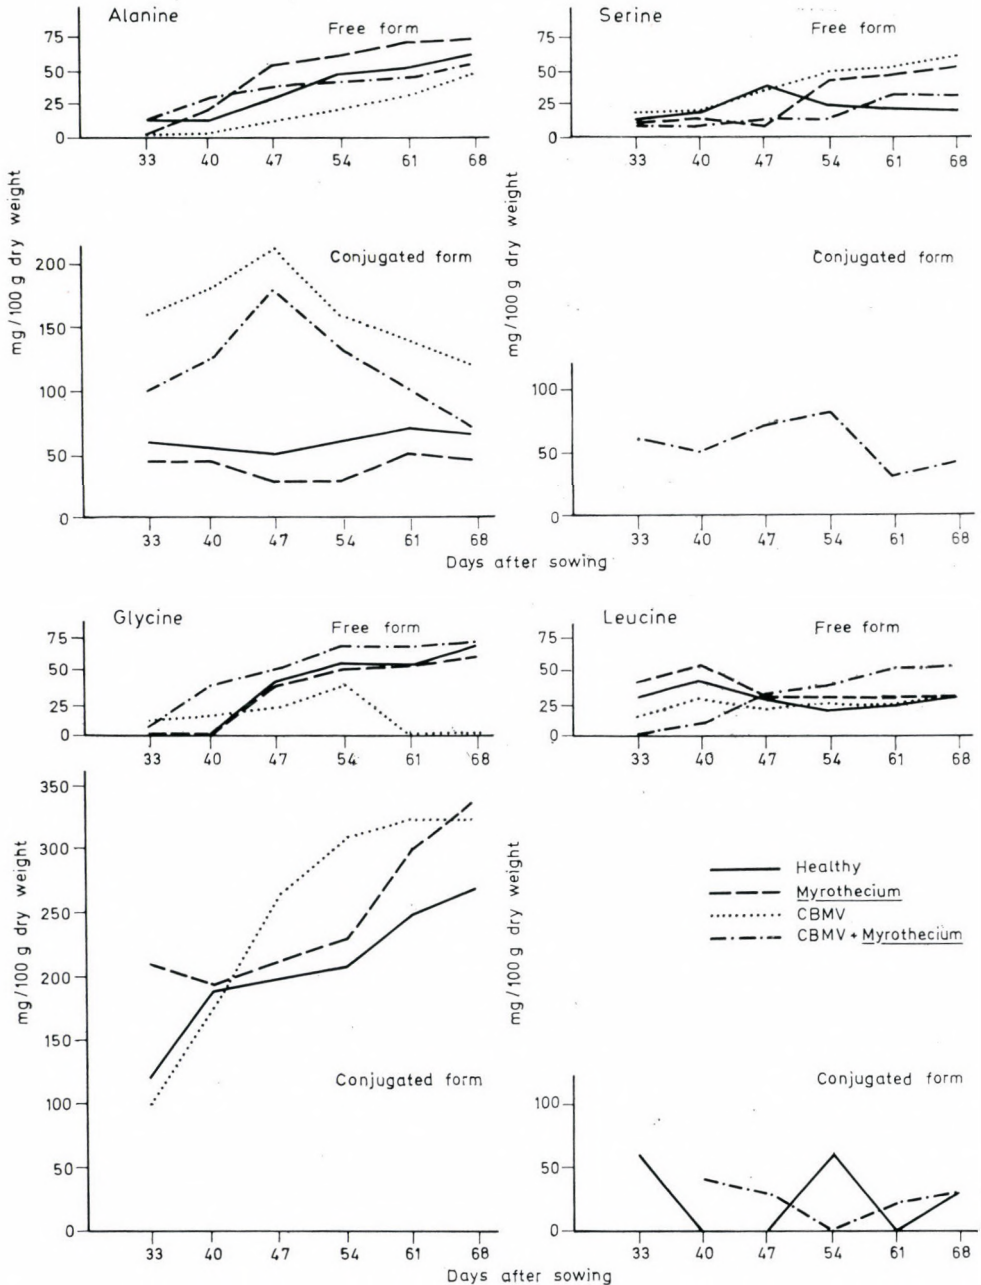 Alanine
Free form
75
50
25
0
33 40 47 54 61 68
mg/100 g dry weight
Conjugated form
200
150
100
50
0
33 40 47 54 61 68
Serine
Free form
75
50
25
0
33 40 47 54 61 68
mg/100 g dry weight
Conjugated form
100
50
0
33 40 47 54 61 68
Days after sowing
Glycine
Free form
75
50
25
0
33 40 47 54 61 68
mg/100 g dry weight
350
300
250
200
150
100
50
0
Conjugated form
33 40 47 54 61 68
Leucine
Free form
75
50
25
0
33 40 47 54 61 68
mg/100 g dry weight
Healthy
Myrothecium
CBMV
CBMV + Myrothecium
Conjugated form
100
50
0
33 40 47 54 61 68
Days after sowing